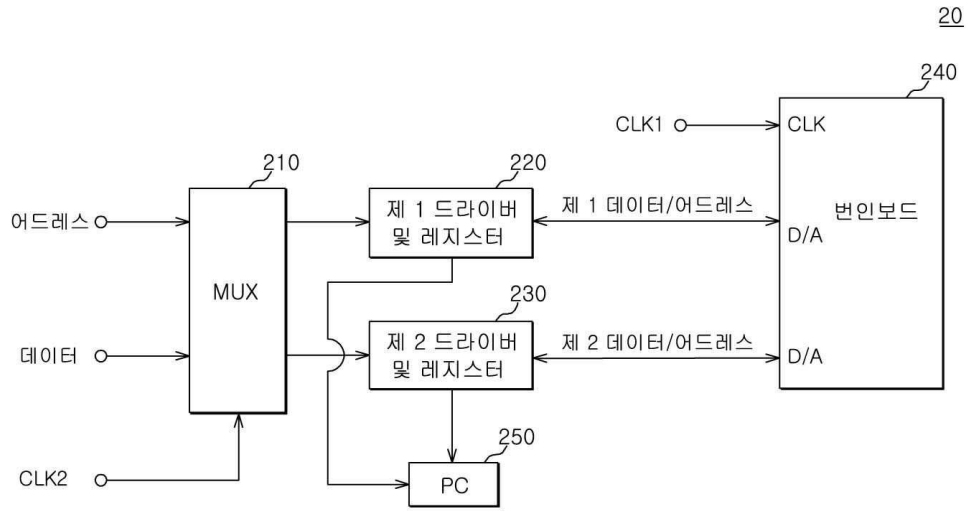 20
240
CLK1
CLK
210
220
어드레스
제 1 드라이버
및 레지스터
제 1 데이터/어드레스
번인보드
D/A
MUX
230
데이터
제 2 드라이버
및 레지스터
제 2 데이터/어드레스
D/A
250
CLK2
PC